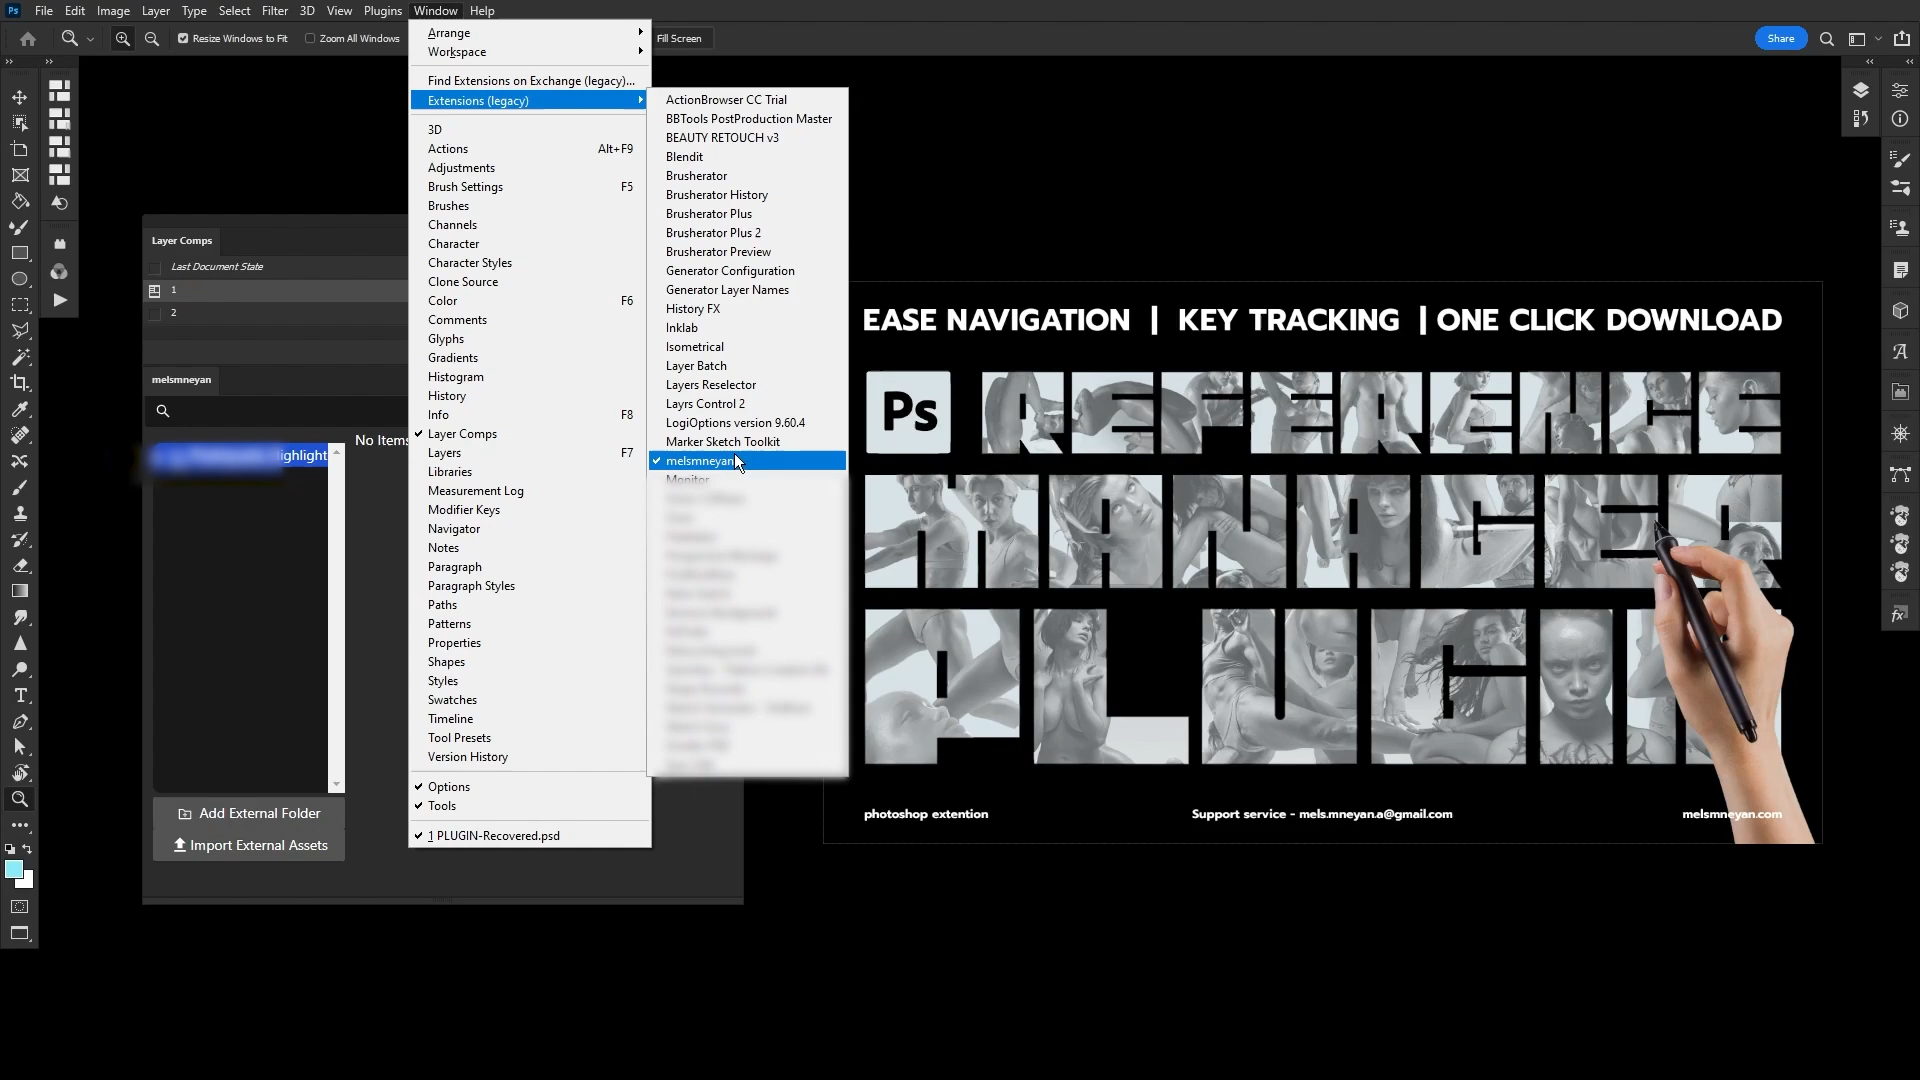 Ps File Edit Image Layer Type Select Filter 3D View Plugins Window Help
Resize Windows to Fit Zoom All Windows Fill Screen Share
Arrange
Workspace
Find Extensions on Exchange (legacy)...
Extensions (legacy)
3D
Actions Alt+F9
Adjustments
Brush Settings F5
Brushes
Channels
Character
Character Styles
Clone Source
Color F6
Comments
Glyphs
Gradients
Histogram
History
Info F8
Layer Comps
Layers F7
Libraries
Measurement Log
Modifier Keys
Navigator
Notes
Paragraph
Paragraph Styles
Paths
Patterns
Properties
Shapes
Styles
Swatches
Timeline
Tool Presets
Version History
Options
Tools
1 PLUGIN-Recovered.psd
ActionBrowser CC Trial
BBTools PostProduction Master
BEAUTY RETOUCH v3
Blendit
Brusherator
Brusherator History
Brusherator Plus
Brusherator Plus 2
Brusherator Preview
Generator Configuration
Generator Layer Names
History FX
Inklab
Isometrical
Layer Batch
Layers Reselector
Layrs Control 2
LogiOptions version 9.60.4
Marker Sketch Toolkit
melsmneyan
Monitor
Layer Comps
Last Document State
1
2
melsmneyan
No Items
ighlight
Add External Folder
Import External Assets
EASE NAVIGATION | KEY TRACKING | ONE CLICK DOWNLOAD
Ps REFERENCE
MANAGER
PLUGIN
photoshop extention Support service - mels.mneyan.a@gmail.com melsmneyan.com